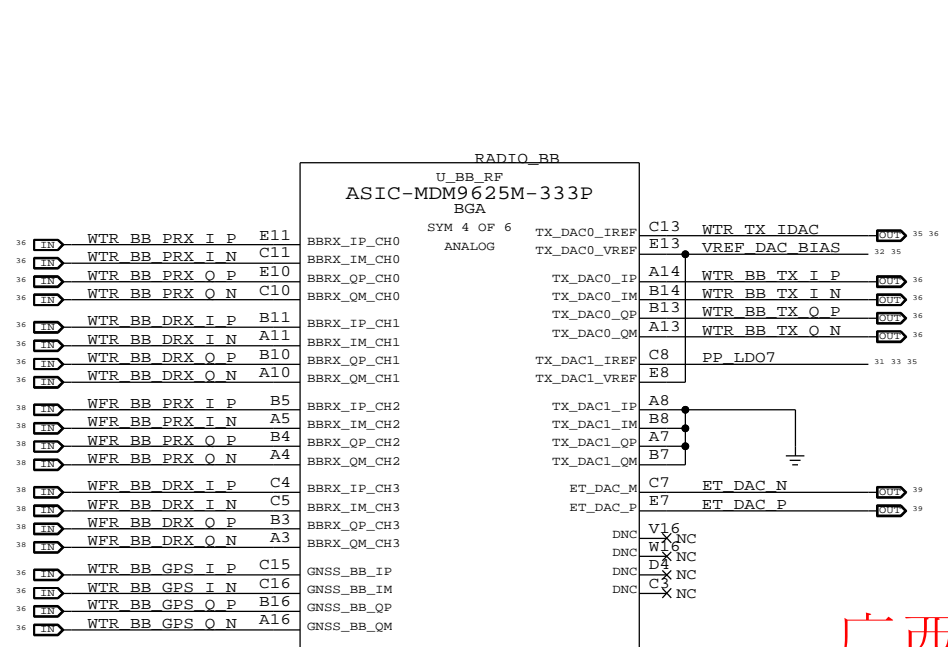 RADIO_BB
U_BB_RF
ASIC-MDM9625M-333P
BGA
SYM 4 OF 6
ANALOG
36 IN WTR_BB_PRX_I_P E11 BBRX_IP_CH0
36 IN WTR_BB_PRX_I_N C11 BBRX_IM_CH0
36 IN WTR_BB_PRX_Q_P E10 BBRX_QP_CH0
36 IN WTR_BB_PRX_Q_N C10 BBRX_QM_CH0
36 IN WTR_BB_DRX_I_P B11 BBRX_IP_CH1
36 IN WTR_BB_DRX_I_N A11 BBRX_IM_CH1
36 IN WTR_BB_DRX_Q_P B10 BBRX_QP_CH1
36 IN WTR_BB_DRX_Q_N A10 BBRX_QM_CH1
38 IN WFR_BB_PRX_I_P B5 BBRX_IP_CH2
38 IN WFR_BB_PRX_I_N A5 BBRX_IM_CH2
38 IN WFR_BB_PRX_Q_P B4 BBRX_QP_CH2
38 IN WFR_BB_PRX_Q_N A4 BBRX_QM_CH2
38 IN WFR_BB_DRX_I_P C4 BBRX_IP_CH3
38 IN WFR_BB_DRX_I_N C5 BBRX_IM_CH3
38 IN WFR_BB_DRX_Q_P B3 BBRX_QP_CH3
38 IN WFR_BB_DRX_Q_N A3 BBRX_QM_CH3
36 IN WTR_BB_GPS_I_P C15 GNSS_BB_IP
36 IN WTR_BB_GPS_I_N C16 GNSS_BB_IM
36 IN WTR_BB_GPS_Q_P B16 GNSS_BB_QP
36 IN WTR_BB_GPS_Q_N A16 GNSS_BB_QM
TX_DAC0_IREF C13 WTR_TX_IDAC OUT 35 36
TX_DAC0_VREF E13 VREF_DAC_BIAS 32 35
TX_DAC0_IP A14 WTR_BB_TX_I_P OUT 36
TX_DAC0_IM B14 WTR_BB_TX_I_N OUT 36
TX_DAC0_QP B13 WTR_BB_TX_Q_P OUT 36
TX_DAC0_QM A13 WTR_BB_TX_Q_N OUT 36
TX_DAC1_IREF C8 PP_LDO7 31 33 35
TX_DAC1_VREF E8
TX_DAC1_IP A8
TX_DAC1_IM B8
TX_DAC1_QP A7
TX_DAC1_QM B7
ET_DAC_M C7 ET_DAC_N OUT 39
ET_DAC_P E7 ET_DAC_P OUT 39
DNC V16 NC
DNC W16 NC
DNC D4 NC
DNC C3 NC
广西